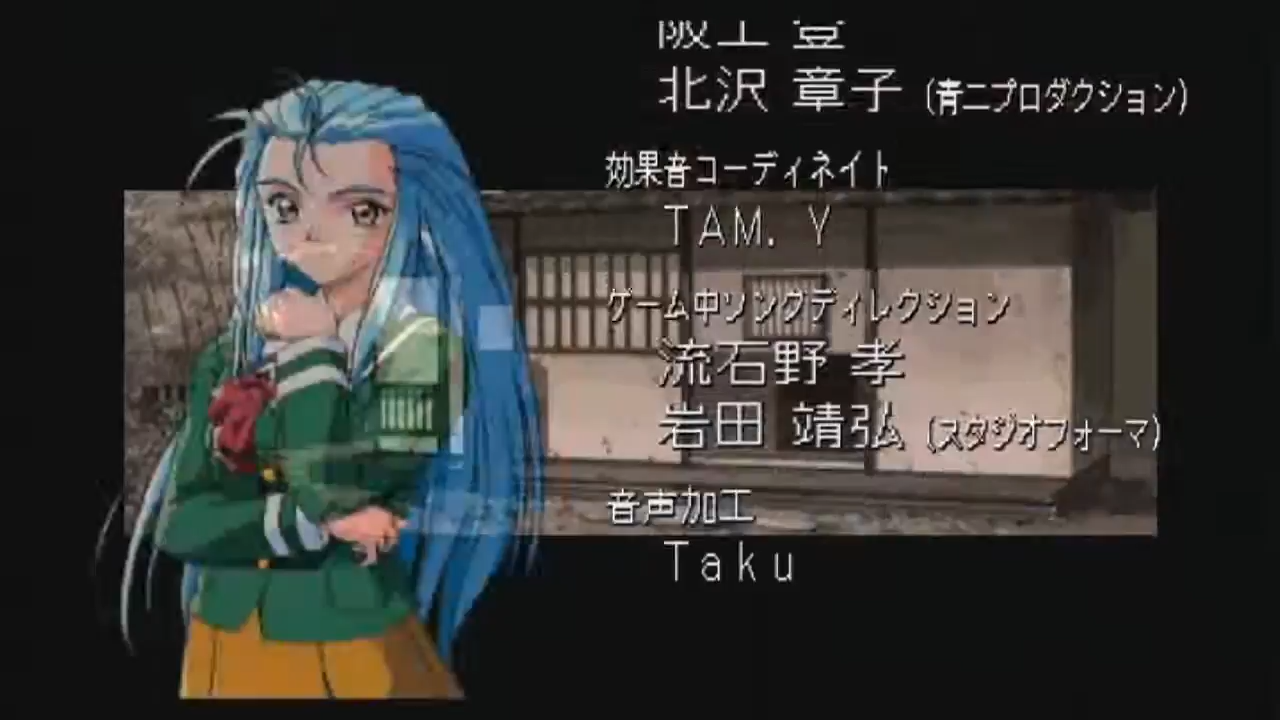 北沢 章子 (青二プロダクション)
効果音コーディネイト
TAM. Y
ゲーム中ソングディレクション
流石野 孝
岩田 靖弘 (スタジオフォーマ)
音声加工
Taku